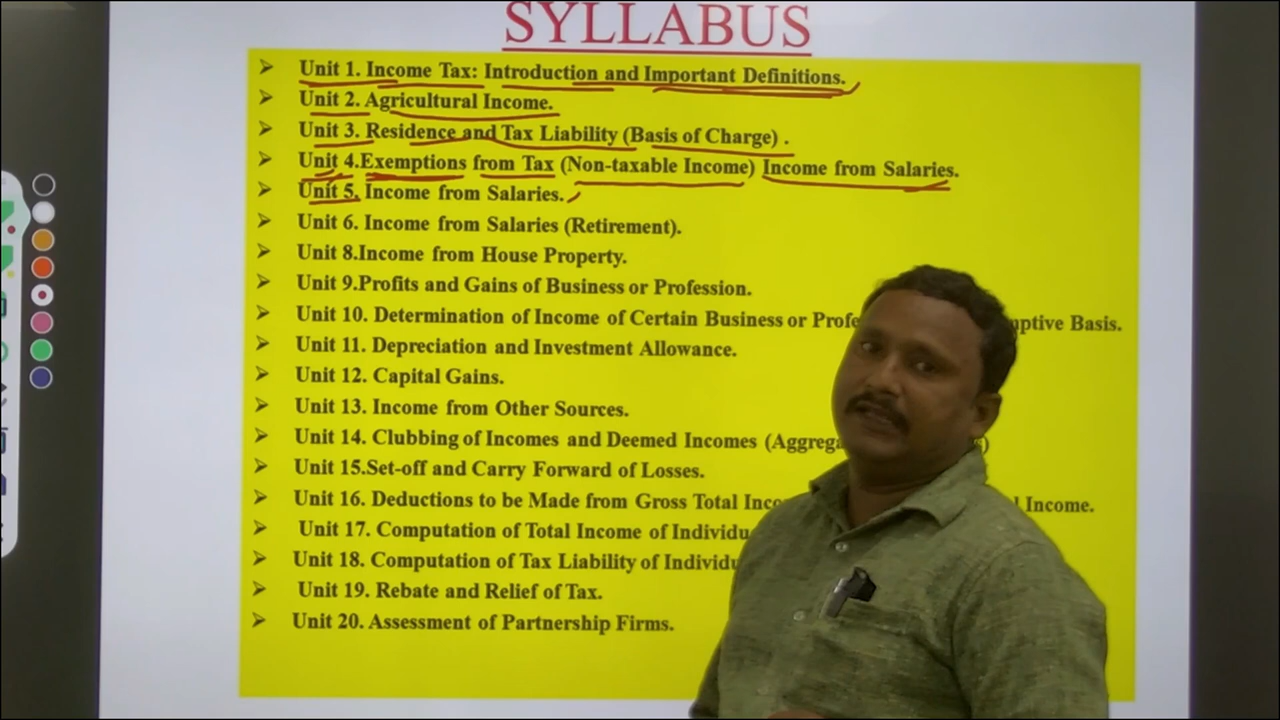 SYLLABUS
➢ Unit 1. Income Tax: Introduction and Important Definitions.
➢ Unit 2. Agricultural Income.
➢ Unit 3. Residence and Tax Liability (Basis of Charge) .
➢ Unit 4.Exemptions from Tax (Non-taxable Income) Income from Salaries.
➢ Unit 5. Income from Salaries.
➢ Unit 6. Income from Salaries (Retirement).
➢ Unit 8.Income from House Property.
➢ Unit 9.Profits and Gains of Business or Profession.
➢ Unit 10. Determination of Income of Certain Business or Basis.
➢ Unit 11. Depreciation and Investment Allowance.
➢ Unit 12. Capital Gains.
➢ Unit 13. Income from Other Sources.
➢ Unit 14. Clubbing of Incomes and Deemed Incomes
➢ Unit 15.Set-off and Carry Forward of Losses.
➢ Unit 16. Deductions to be Made from Gross Total Income.
➢ Unit 17. Computation of Total Income of
➢ Unit 18. Computation of Tax Liability of
➢ Unit 19. Rebate and Relief of Tax.
➢ Unit 20. Assessment of Partnership Firms.